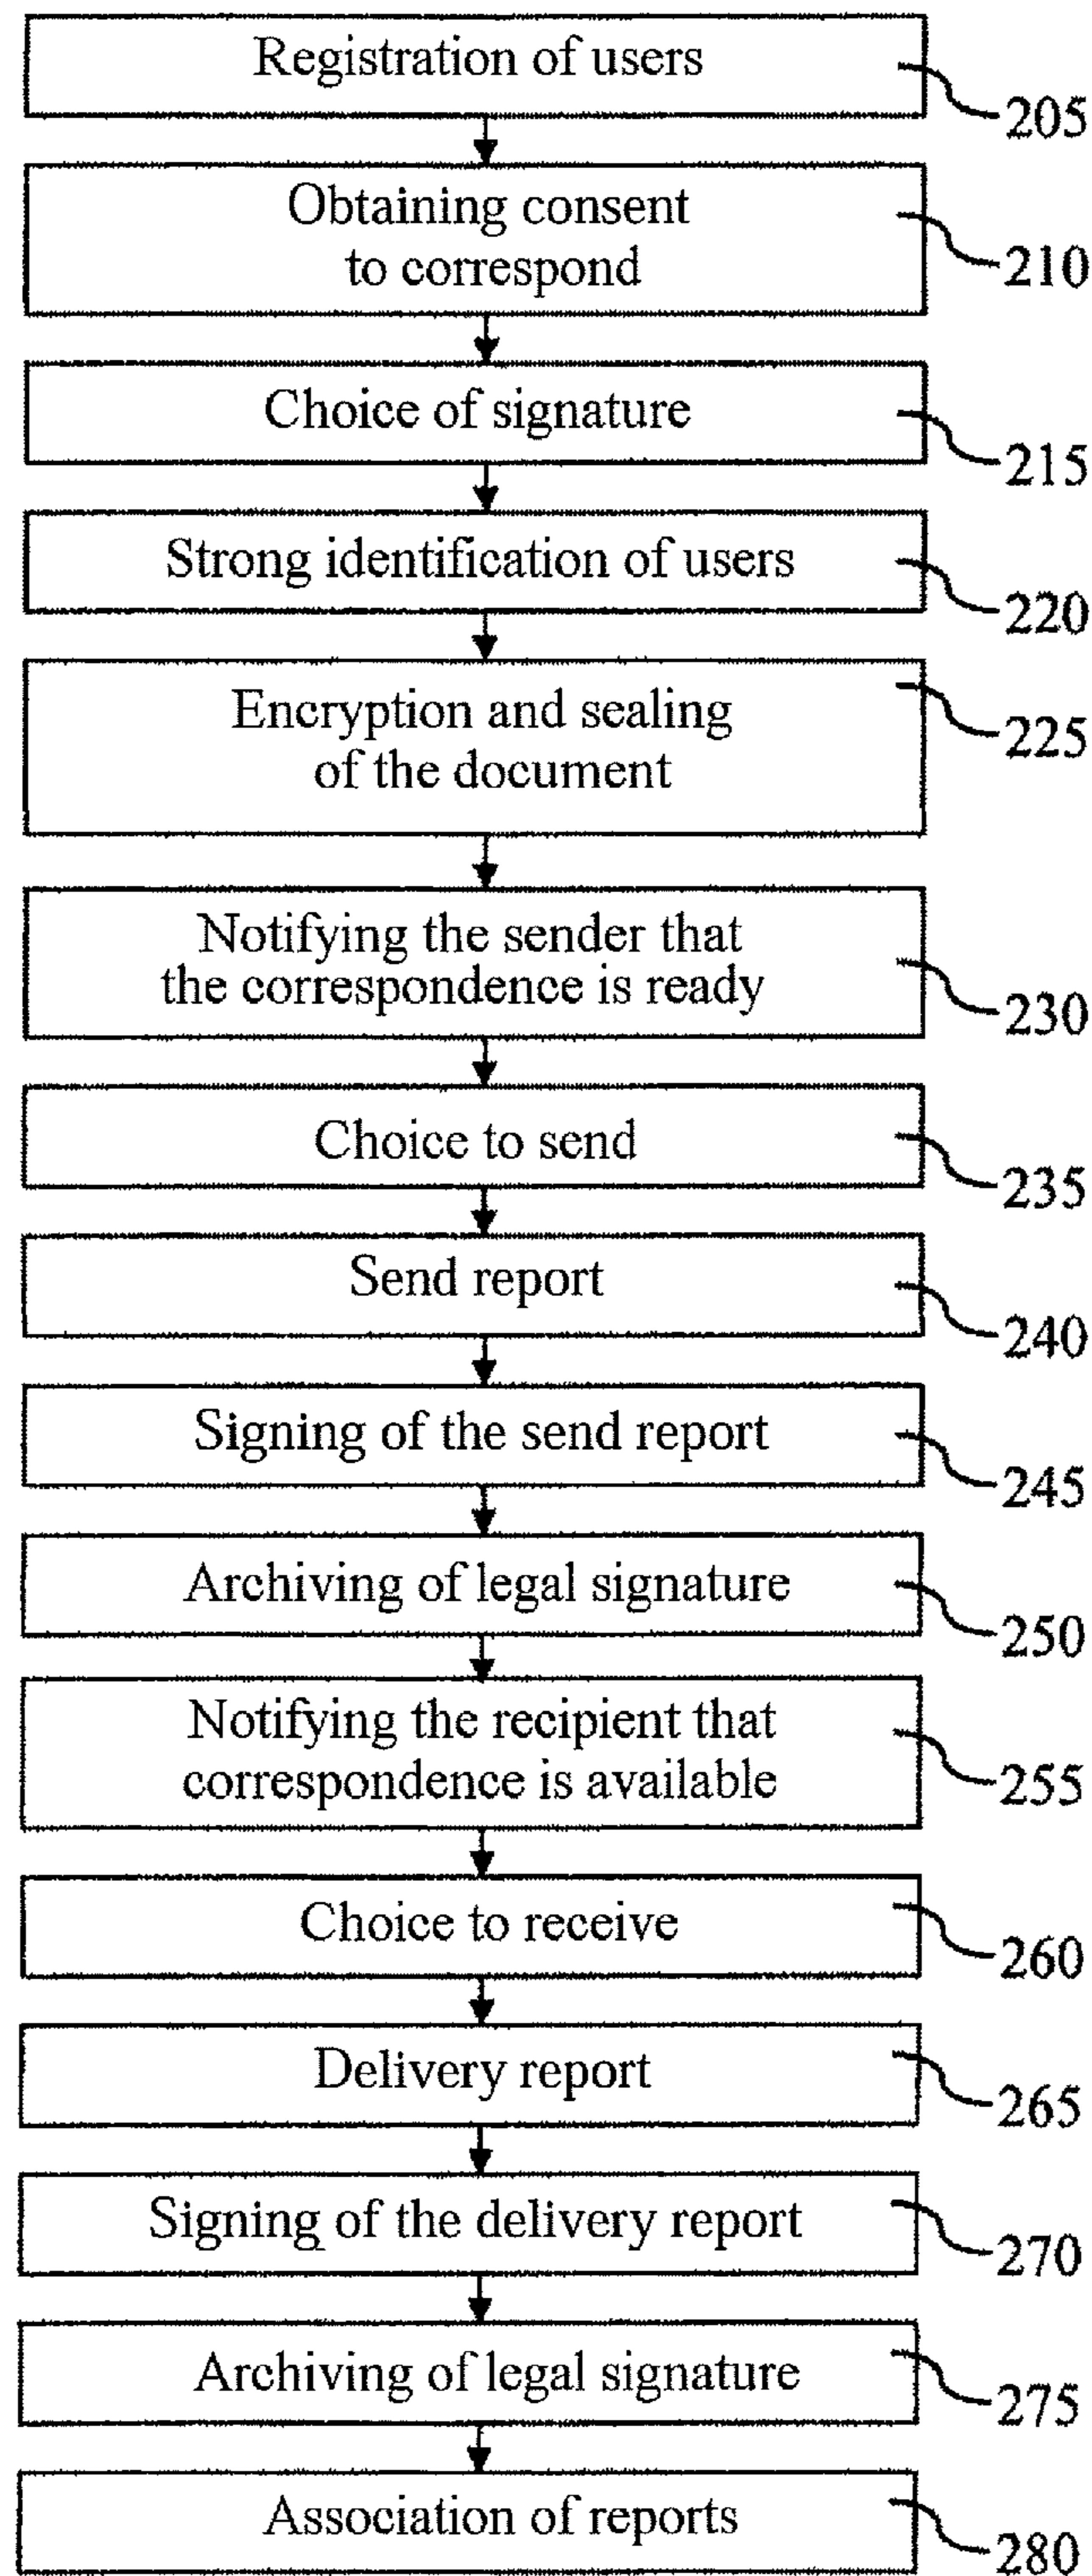 Registration of users
205
Obtaining consent
to correspond
210
Choice of signature
215
Strong identification of users
220
Encryption and sealing
of the document
225
Notifying the sender that
the correspondence is ready
230
Choice to send
235
Send report
240
Signing of the send report
245
Archiving of legal signature
250
Notifying the recipient that
correspondence is available
255
Choice to receive
260
Delivery report
265
Signing of the delivery report
270
Archiving of legal signature
275
Association of reports
280